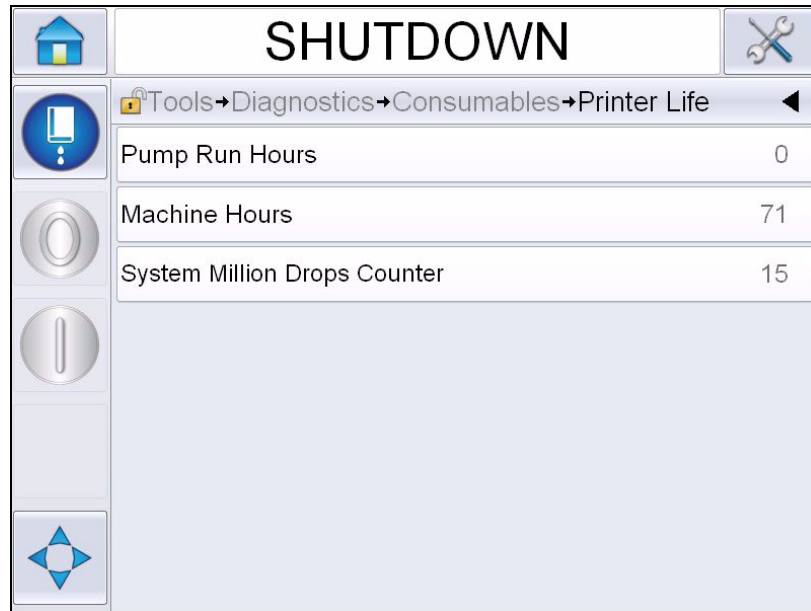 SHUTDOWN
Tools→Diagnostics→Consumables→Printer Life
Pump Run Hours 0
Machine Hours 71
System Million Drops Counter 15